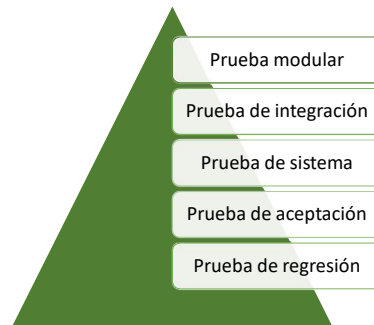 Prueba modular
Prueba de integración
Prueba de sistema
Prueba de aceptación
Prueba de regresión